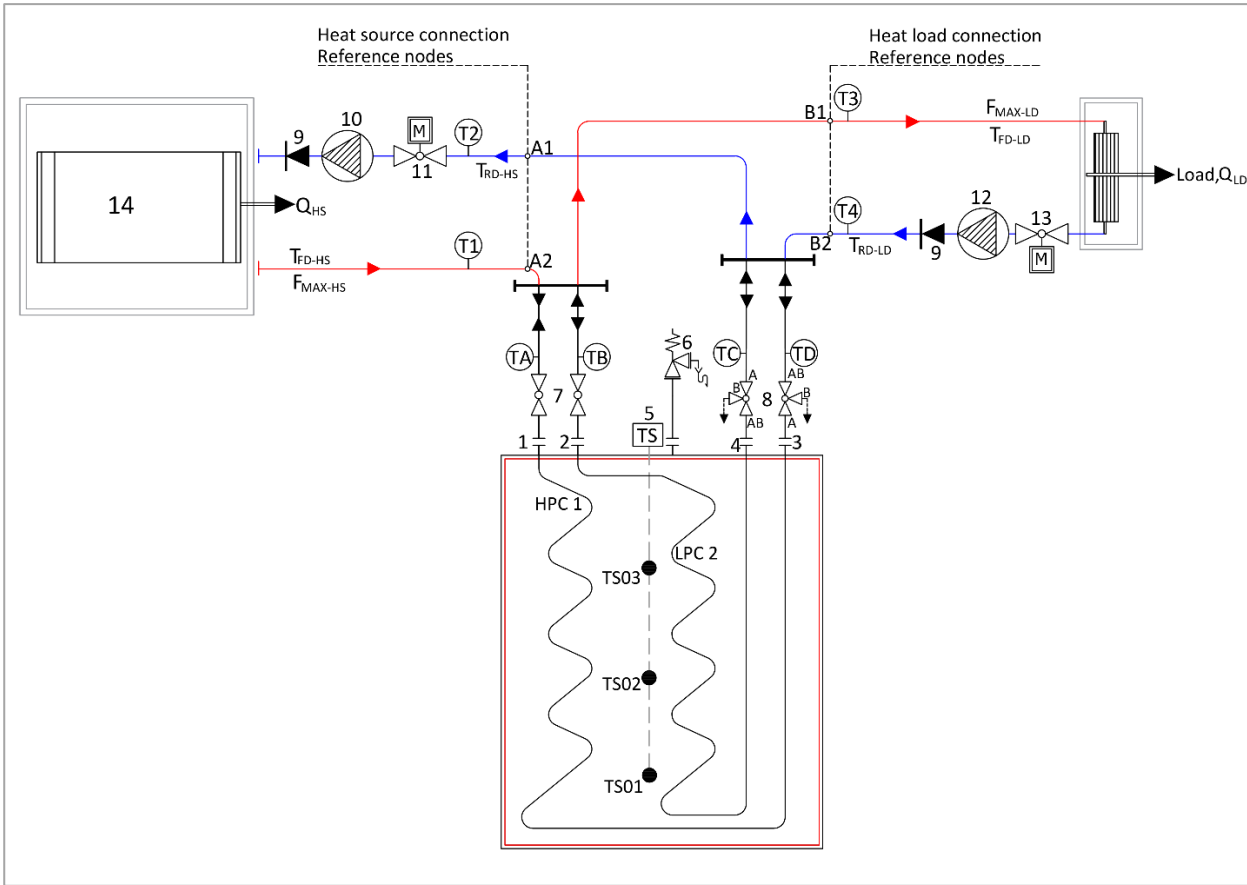 Heat source connection
Reference nodes
Heat load connection
Reference nodes
9
10
M
11
T2
A1
TRD-HS
B1
T3
FMAX-LD
TFD-LD
14
QHS
Load,QLD
TFD-HS
FMAX-HS
T1
A2
B2
T4
TRD-LD
9
12
13
M
TA
TB
6
TC
TD
A
B
AB
AB
B
A
7
8
1
2
5
TS
4
3
HPC 1
LPC 2
TS03
TS02
TS01